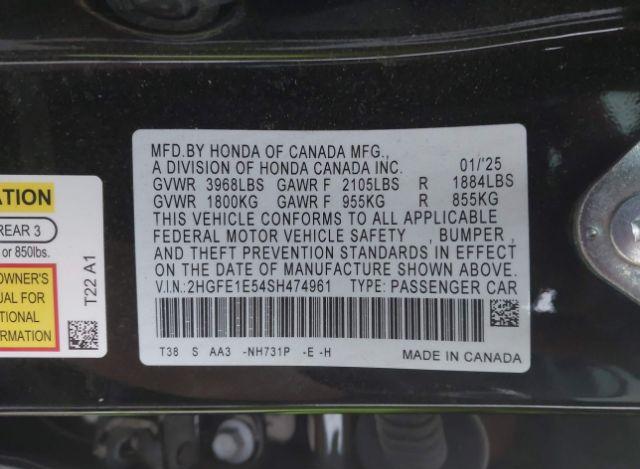 MFD.BY HONDA OF CANADA MFG.,
A DIVISION OF HONDA CANADA INC. 01/'25
GVWR 3968LBS GAWR F 2105LBS R 1884LBS
GVWR 1800KG GAWR F 955KG R 855KG
THIS VEHICLE CONFORMS TO ALL APPLICABLE
FEDERAL MOTOR VEHICLE SAFETY , BUMPER ,
AND THEFT PREVENTION STANDARDS IN EFFECT
ON THE DATE OF MANUFACTURE SHOWN ABOVE.
V.I.N.:2HGFE1E54SH474961 TYPE: PASSENGER CAR
T38 S AA3 -NH731P -E -H
MADE IN CANADA
ATION
REAR 3
or 850lbs.
OWNER'S
UAL FOR
TIONAL
RMATION
T22 A1